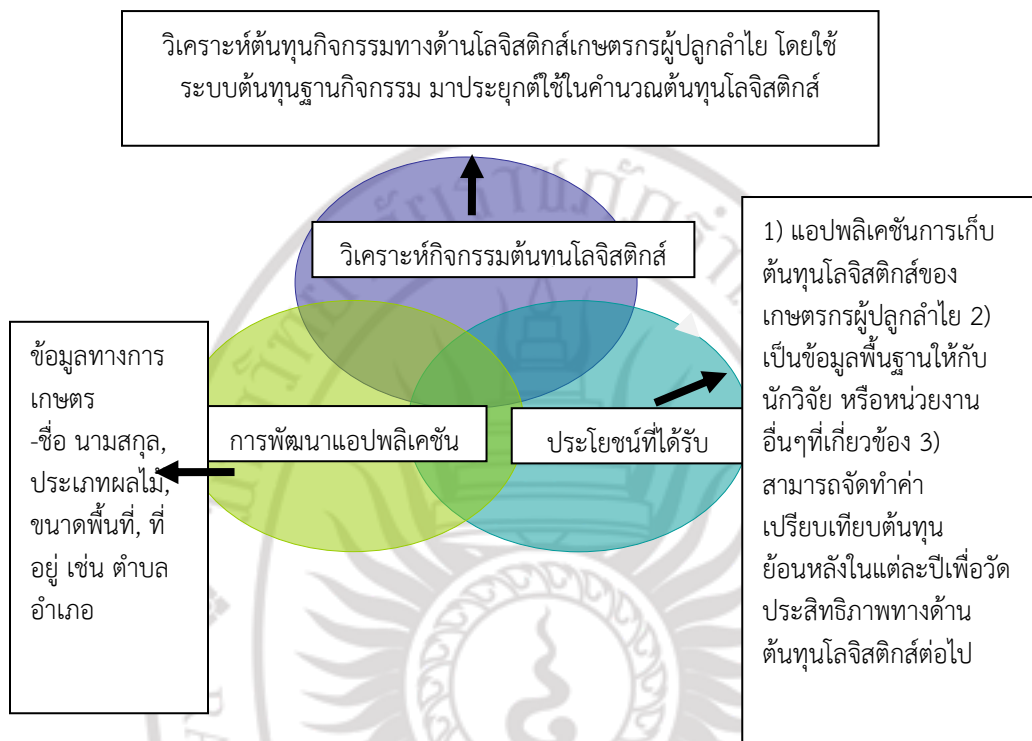 วิเคราะห์ต้นทุนกิจกรรมทางด้านโลจิสติกส์เกษตรกรผู้ปลูกลำไย โดยใช้
ระบบต้นทุนฐานกิจกรรม มาประยุกต์ใช้ในคำนวณต้นทุนโลจิสติกส์
วิเคราะห์กิจกรรมต้นทนโลจิสติกส์
ข้อมูลทางการ
เกษตร
-ชื่อ นามสกุล,
ประเภทผลไม้,
ขนาดพื้นที่, ที่
อยู่ เช่น ตำบล
อำเภอ
การพัฒนาแอปพลิเคชัน
ประโยชน์ที่ได้รับ
1) แอปพลิเคชันการเก็บ
ต้นทุนโลจิสติกส์ของ
เกษตรกรผู้ปลูกลำไย 2)
เป็นข้อมูลพื้นฐานให้กับ
นักวิจัย หรือหน่วยงาน
อื่นๆที่เกี่ยวข้อง 3)
สามารถจัดทำค่า
เปรียบเทียบต้นทุน
ย้อนหลังในแต่ละปีเพื่อวัด
ประสิทธิภาพทางด้าน
ต้นทุนโลจิสติกส์ต่อไป